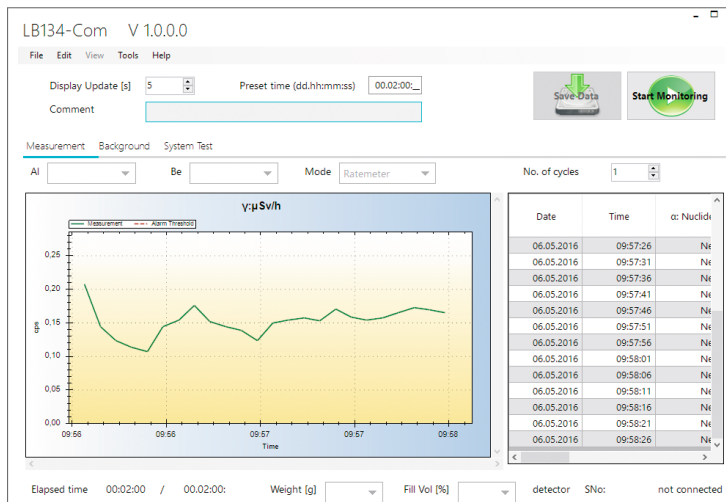 LB134-Com V 1.0.0.0
File Edit View Tools Help
Display Update [s] 5 Preset time (dd.hh:mm:ss) 00.02:00:_
Comment
Save Data Start Monitoring
Measurement Background System Test
Al Be Mode Ratemeter No. of cycles 1
γ:µSv/h
Measurement Alarm Threshold
0,25
0,20
0,15
0,10
0,05
0,00
cps
09:56 09:56 09:57 09:57 09:58
Time
Date Time α: Nuclide
06.05.2016 09:57:26 Ne
06.05.2016 09:57:31 Ne
06.05.2016 09:57:36 Ne
06.05.2016 09:57:41 Ne
06.05.2016 09:57:46 Ne
06.05.2016 09:57:51 Ne
06.05.2016 09:57:56 Ne
06.05.2016 09:58:01 Ne
06.05.2016 09:58:06 Ne
06.05.2016 09:58:11 Ne
06.05.2016 09:58:16 Ne
06.05.2016 09:58:21 Ne
06.05.2016 09:58:26 Ne
Elapsed time 00:02:00 / 00.02:00: Weight [g] Fill Vol [%] detector SNo: not connected